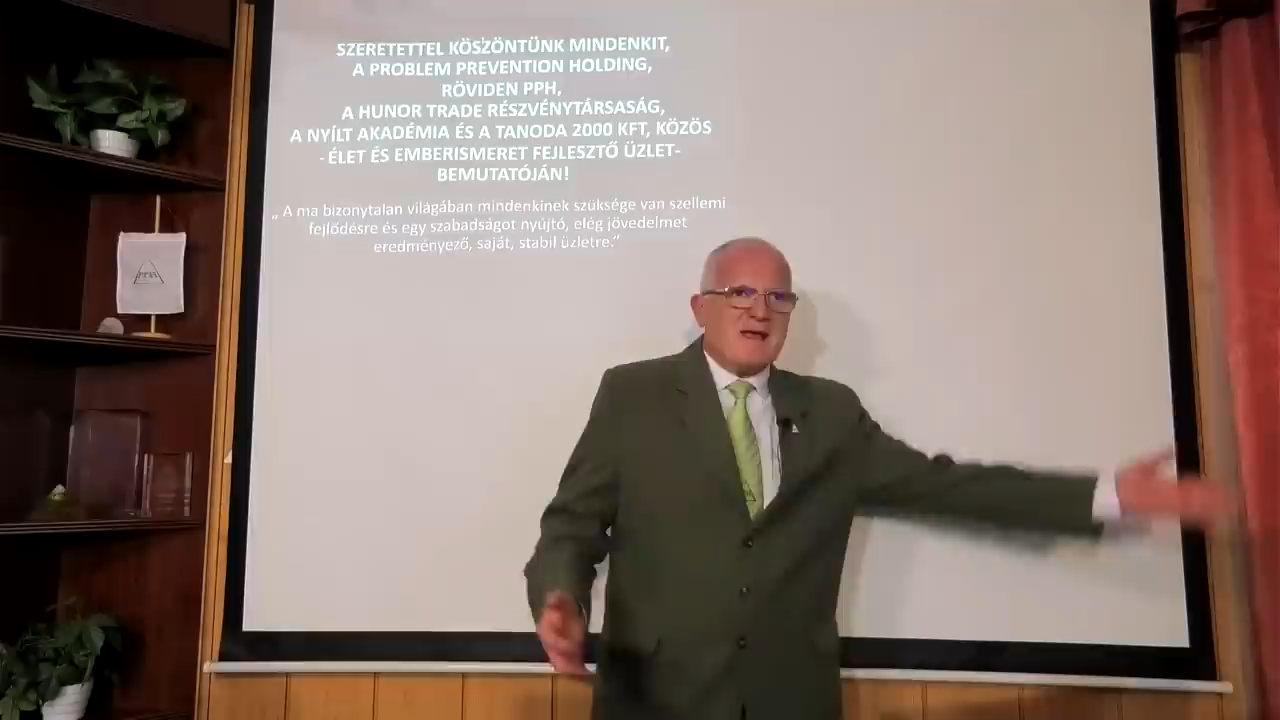 SZERETETTEL KÖSZÖNTÜNK MINDENKIT,
A PROBLEM PREVENTION HOLDING,
RÖVIDEN PPH,
A HUNOR TRADE RÉSZVÉNYTÁRSASÁG,
A NYÍLT AKADÉMIA ÉS A TANODA 2000 KFT, KÖZÖS
- ÉLET ÉS EMBERISMERET FEJLESZTŐ ÜZLET-
BEMUTATÓJÁN!
„ A ma bizonytalan világában mindenkinek szüksége van szellemi
fejlődésre és egy szabadságot nyújtó, elég jövedelmet
eredményező, saját, stabil üzletre.”